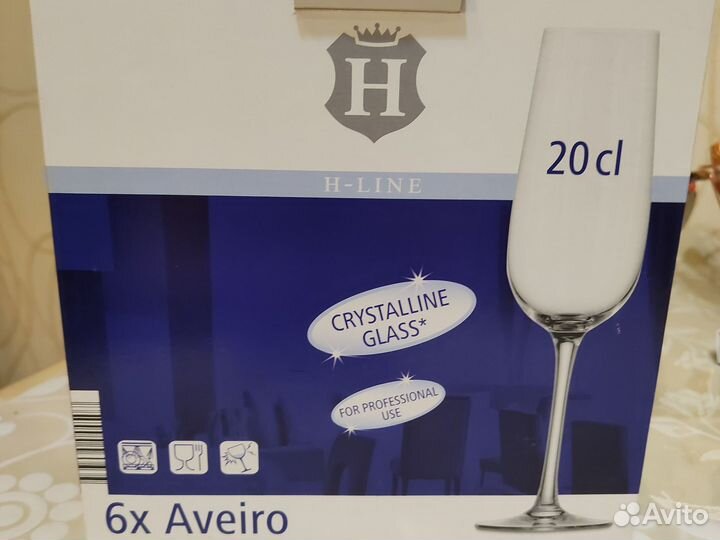 H
H-LINE
20 cl
CRYSTALLINE
GLASS*
FOR PROFESSIONAL
USE
6x Aveiro
Avito